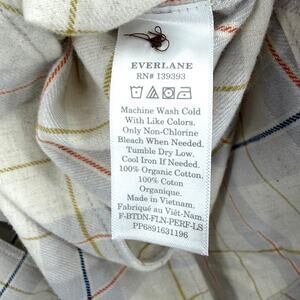 EVERLANE
RN# 139393
Machine Wash Cold
With Like Colors.
Only Non-Chlorine
Bleach When Needed.
Tumble Dry Low.
Cool Iron If Needed.
100% Organic Cotton.
100% Coton
Organique.
Made in Vietnam.
Fabriqué au Viêt-Nam.
F-BTDN-FLN-PERF-LS
PP6891631196